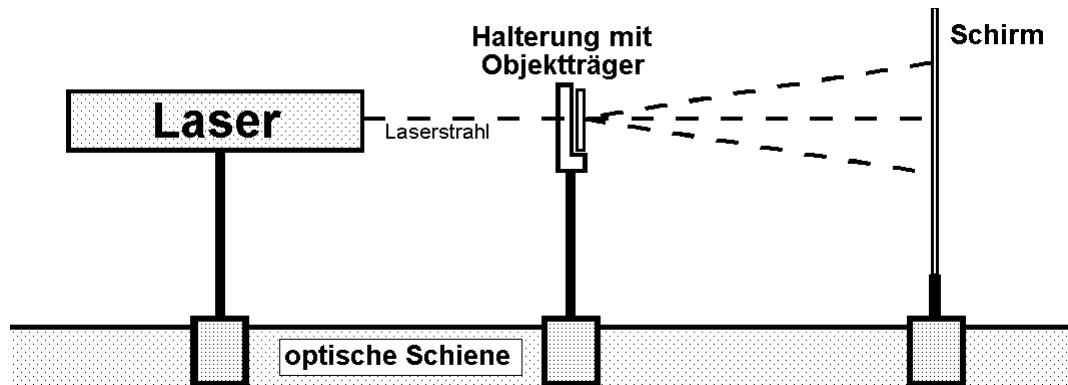 Halterung mit
Objektträger
Schirm
Laser
Laserstrahl
optische Schiene